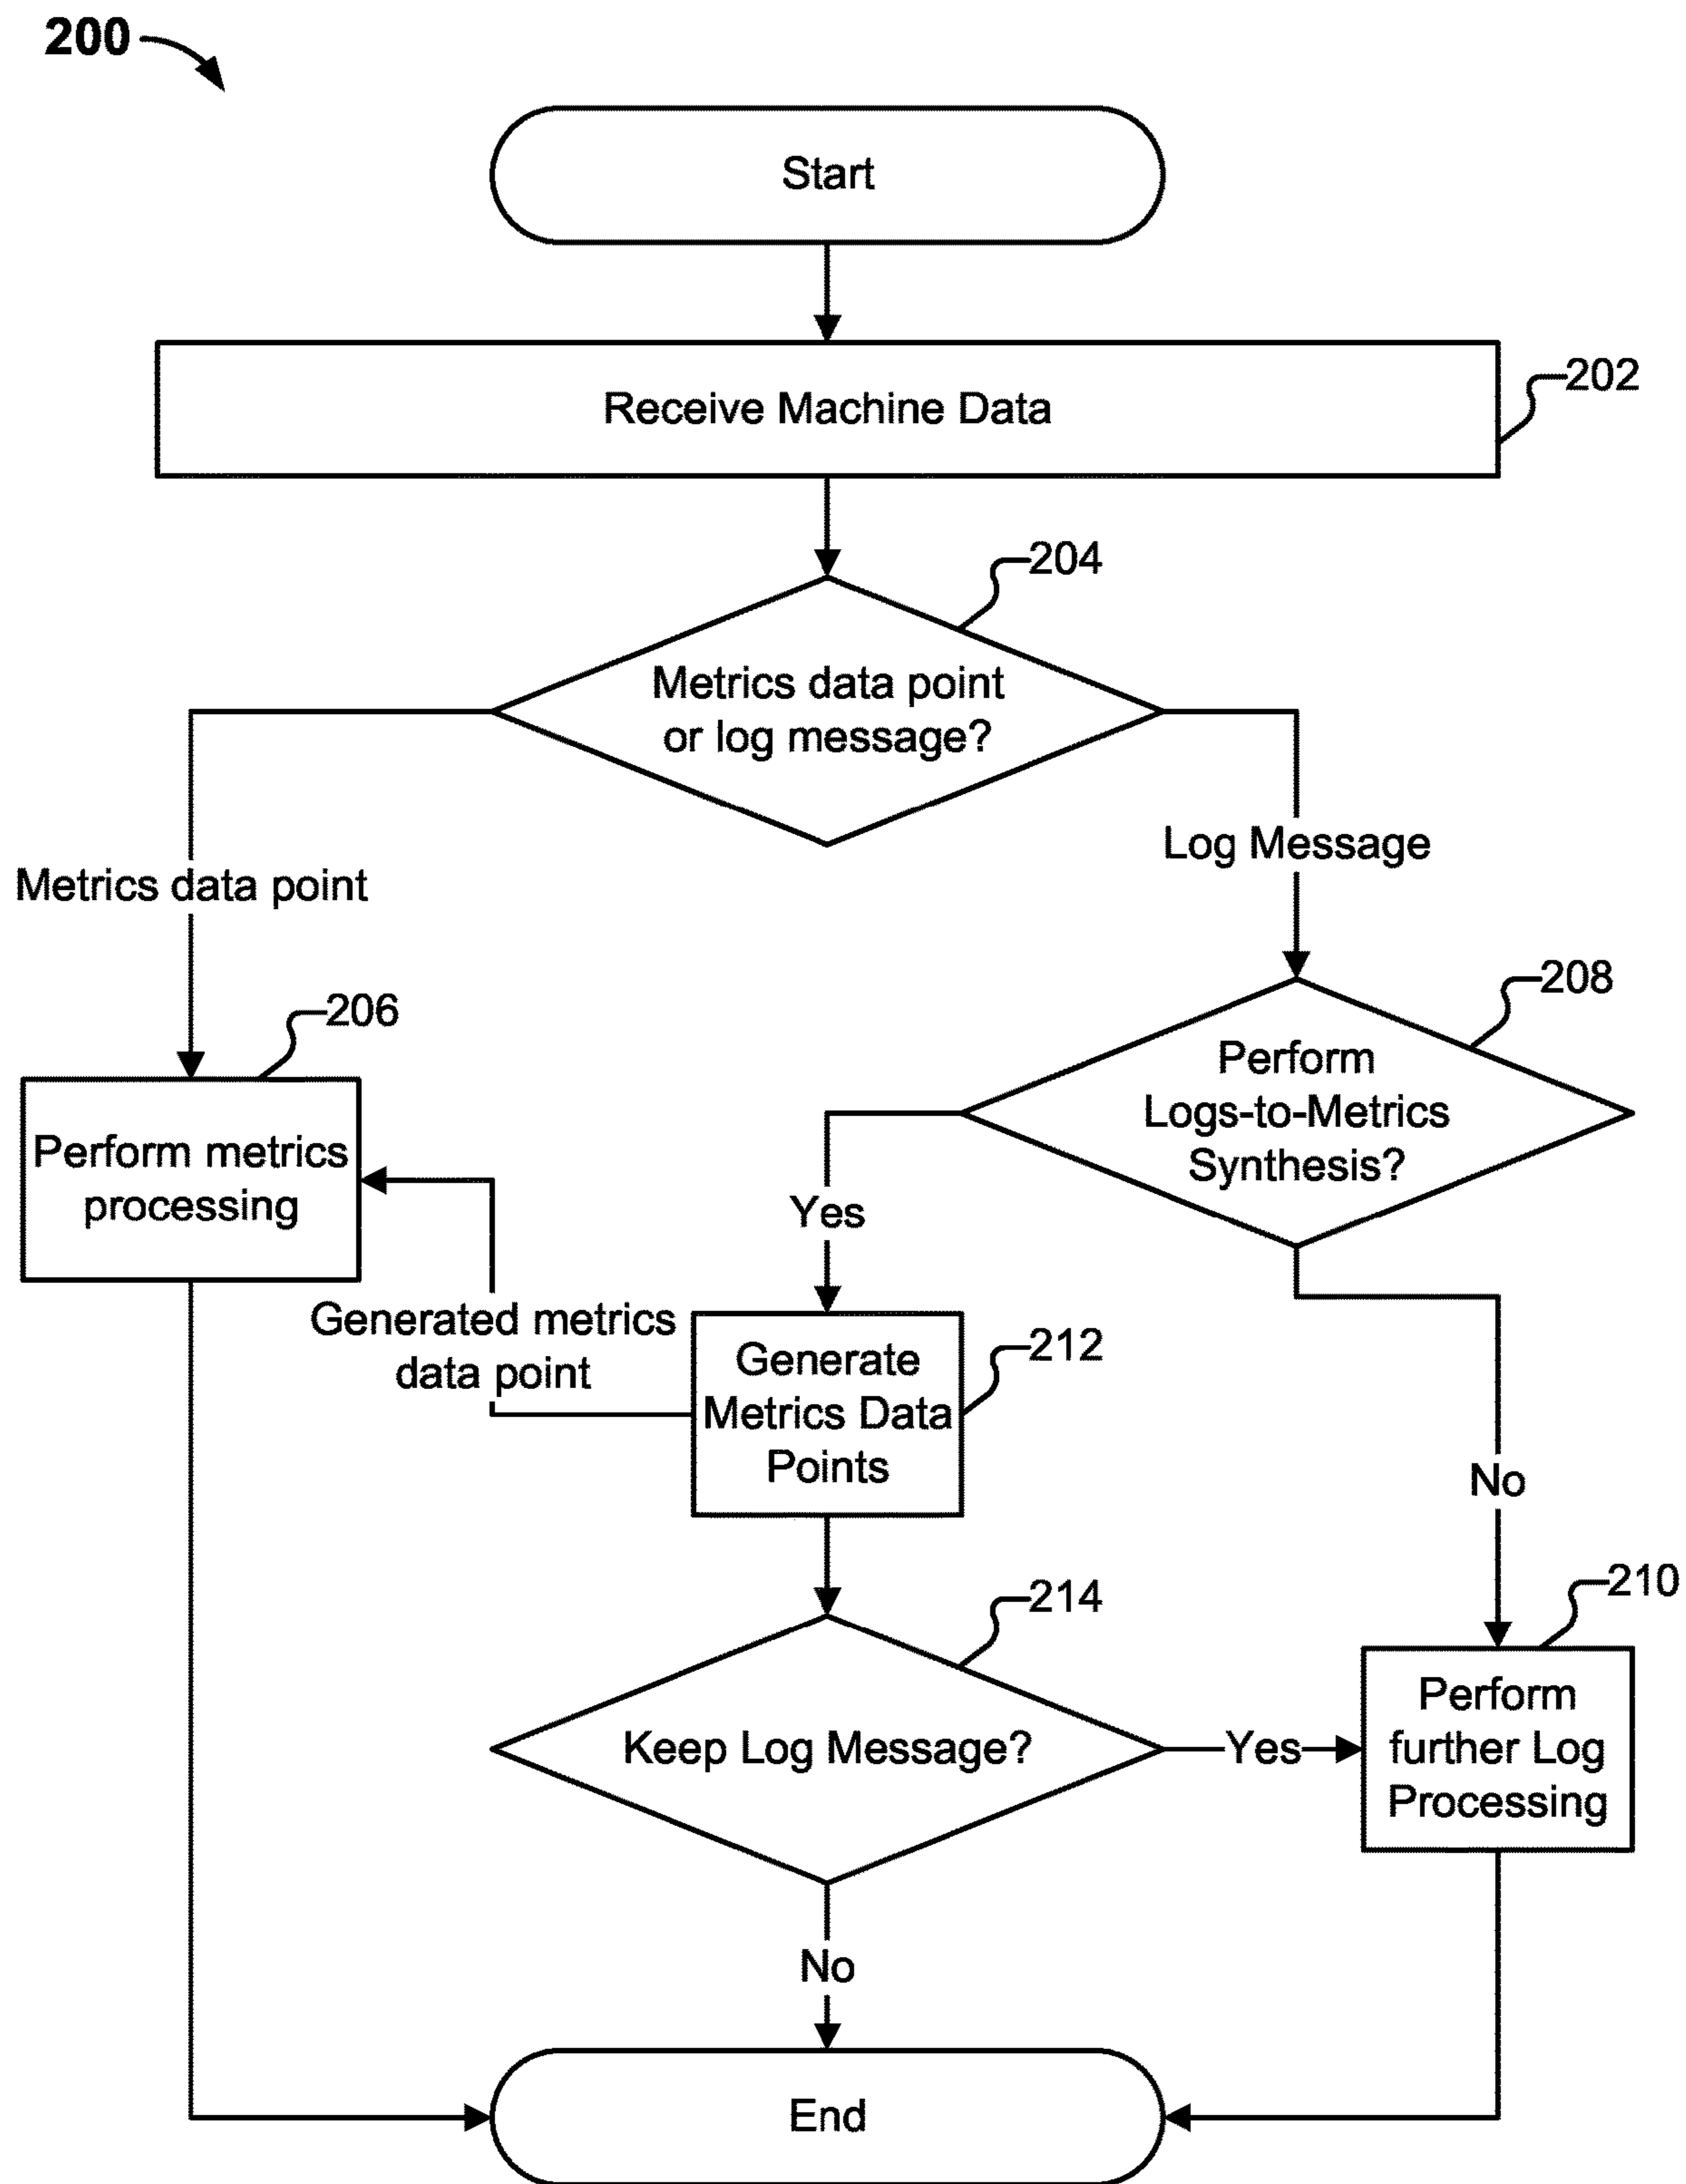 200
Start
Receive Machine Data
202
204
Metrics data point
or log message?
Log Message
Metrics data point
206
208
Perform metrics
processing
Perform
Logs-to-Metrics
Synthesis?
Yes
Generated metrics
data point
212
Generate
Metrics Data
Points
No
214
210
Keep Log Message?
Yes
Perform
further Log
Processing
No
End